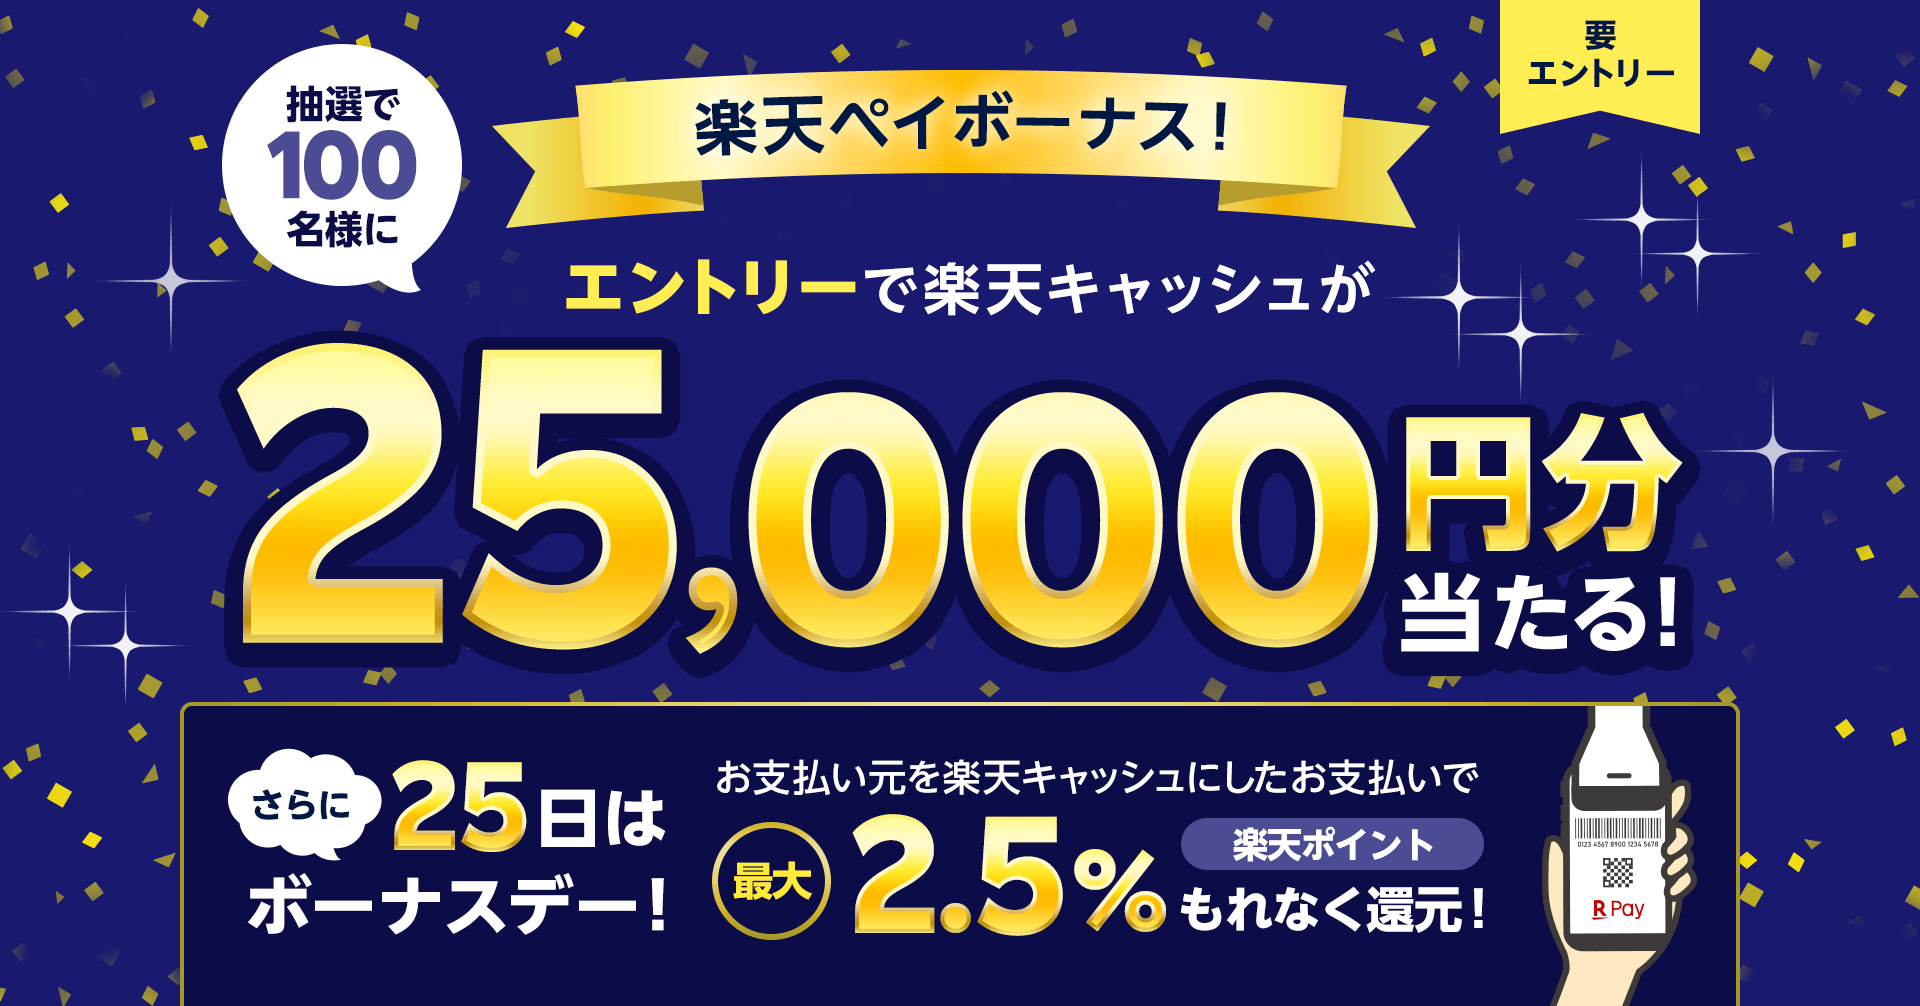 要
エントリー
抽選で
100
名様に
楽天ペイボーナス!
エントリーで楽天キャッシュが
25,000円分
当たる!
さらに
25日は
ボーナスデー!
お支払い元を楽天キャッシュにしたお支払いで
最大
2.5%
楽天ポイント
もれなく還元!
0123 4567 8900 1234 5678
R Pay